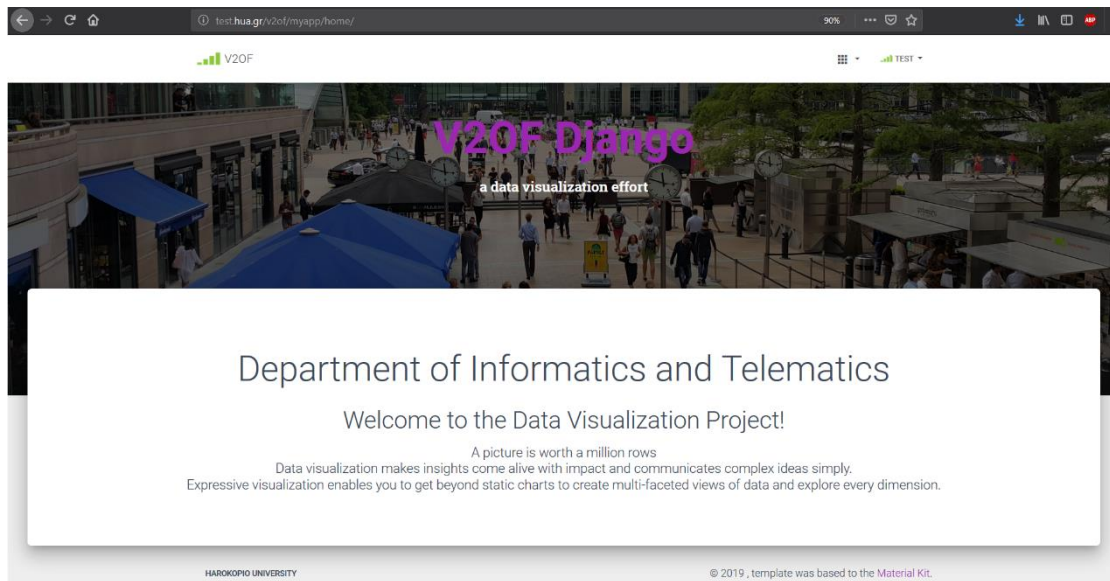 test.hua.gr/v2of/myapp/home/
90%
ABP
V2OF
TEST
V2OF Django
a data visualization effort
Department of Informatics and Telematics
Welcome to the Data Visualization Project!
A picture is worth a million rows
Data visualization makes insights come alive with impact and communicates complex ideas simply.
Expressive visualization enables you to get beyond static charts to create multi-faceted views of data and explore every dimension.
HAROKOPIO UNIVERSITY
© 2019 , template was based to the Material Kit.